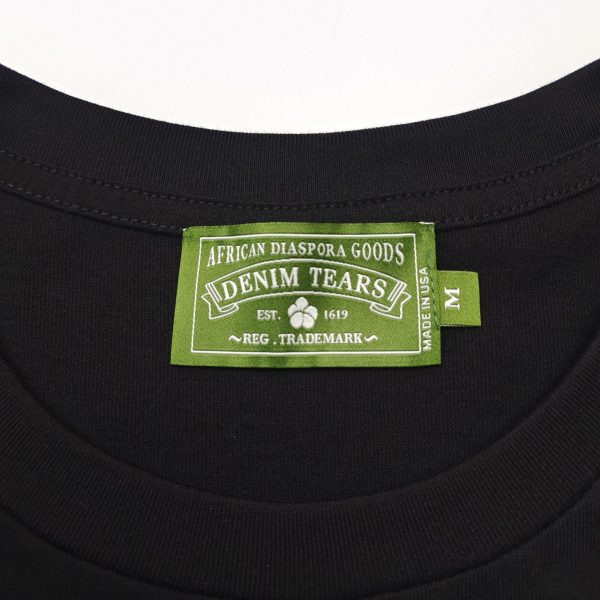 AFRICAN DIASPORA GOODS
DENIM TEARS
EST. 1619
~REG .TRADEMARK~
MADE IN USA
M